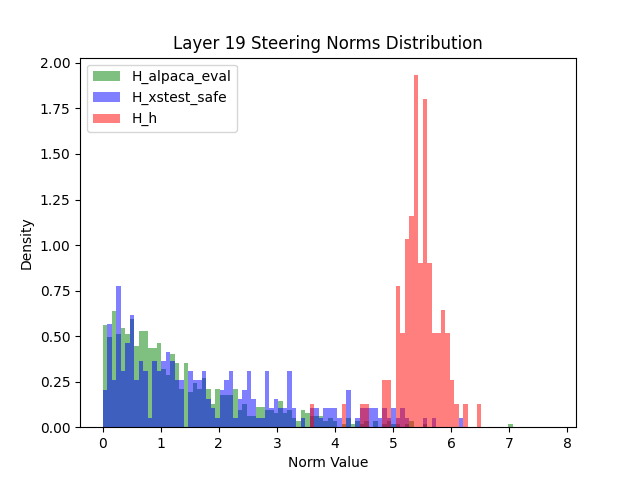 Layer 19 Steering Norms Distribution
H_alpaca_eval
H_xstest_safe
H_h
Density
2.00
1.75
1.50
1.25
1.00
0.75
0.50
0.25
0.00
0 1 2 3 4 5 6 7 8
Norm Value